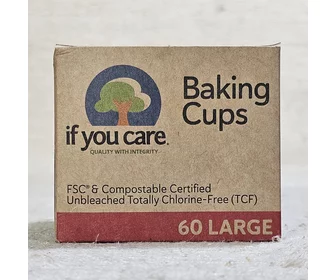 Baking
Cups
if you care.
QUALITY WITH INTEGRITY
FSC® & Compostable Certified
Unbleached Totally Chlorine-Free (TCF)
60 LARGE